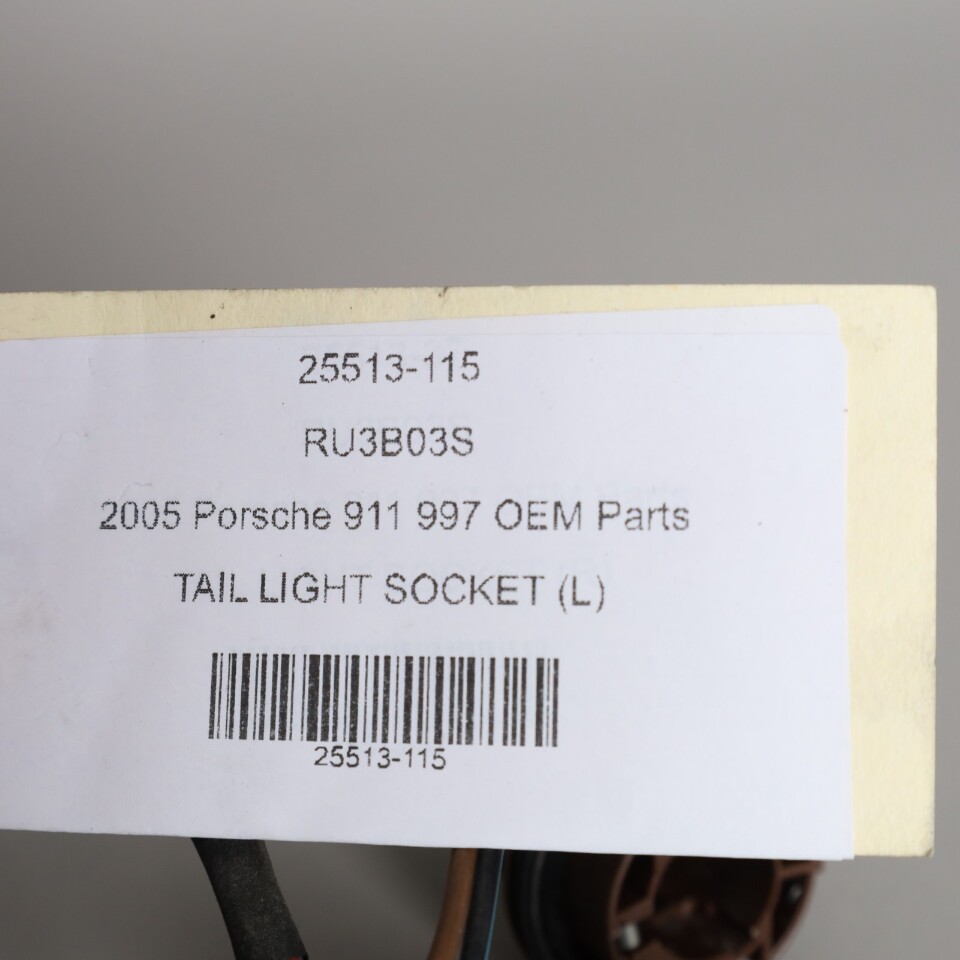 25513-115
RU3B03S
2005 Porsche 911 997 OEM Parts
TAIL LIGHT SOCKET (L)
25513-115